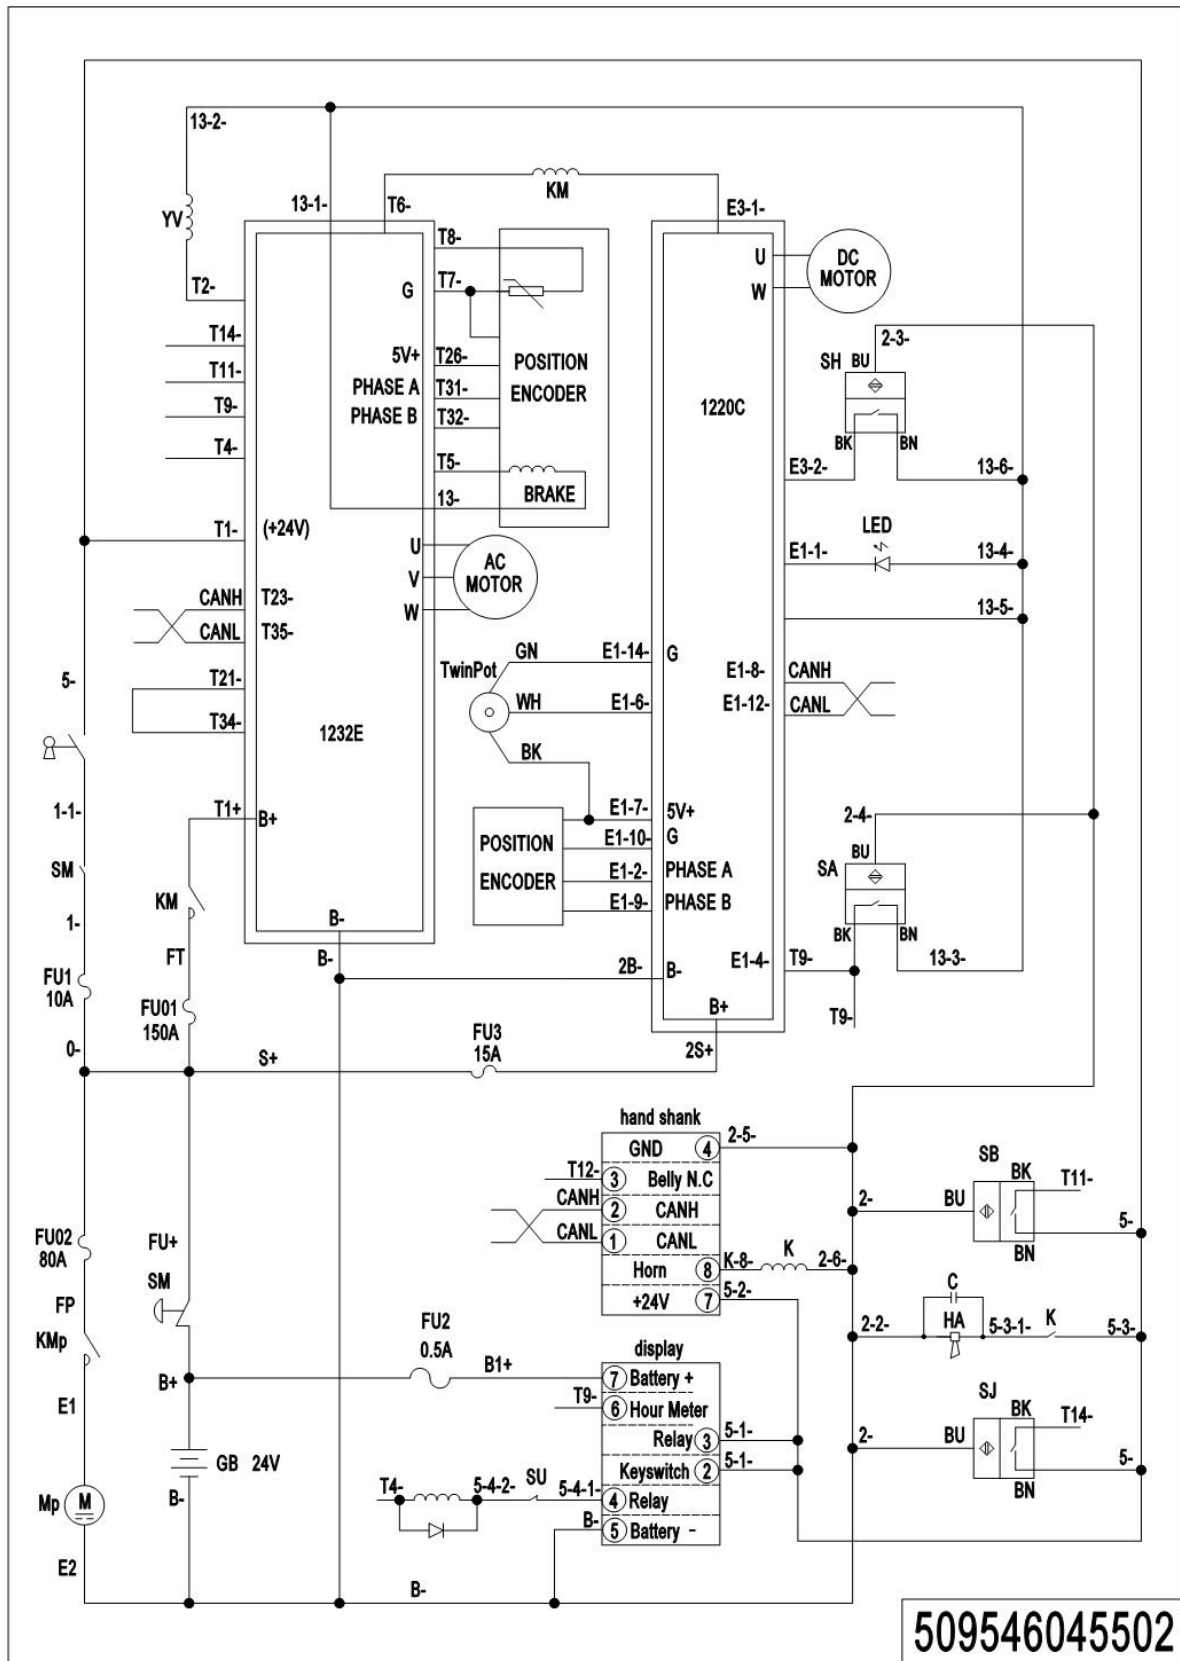 13-2-
KM
YV
13-1-
T6-
E3-1-
T8-
U
DC
MOTOR
T2-
G
T7-
W
T14-
5V+
T26-
POSITION
2-3-
SH
BU
T11-
PHASE A
T31-
ENCODER
1220C
T9-
PHASE B
T32-
BK
BN
T4-
T5-
BRAKE
E3-2-
13-6-
13-
T1-
(+24V)
LED
U
AC
MOTOR
E1-1-
13-4-
V
CANH
T23-
W
13-5-
CANL
T35-
GN
E1-14-
G
5-
T21-
TwinPot
E1-8-
CANH
WH
E1-6-
E1-12-
CANL
T34-
1232E
BK
1-1-
T1+
B+
E1-7-
5V+
2-4-
POSITION
E1-10-
G
BU
SM
ENCODER
E1-2-
PHASE A
SA
KM
E1-9-
PHASE B
1-
B-
BK
BN
FT
B-
2B-
B-
E1-4-
T9-
13-3-
FU1
10A
FU01
150A
B+
T9-
FU3
15A
0-
S+
2S+
hand shank
GND
4
2-5-
T12-
3
Belly N.C
SB
BK
T11-
CANH
2
CANH
2-
BU
CANL
1
CANL
5-
FU02
80A
FU+
BN
Horn
8
K-8-
K
2-6-
SM
+24V
7
5-2-
C
FP
FU2
0.5A
2-2-
HA
5-3-1-
K
5-3-
KMp
display
B+
B1+
7
Battery +
SJ
BK
T14-
E1
T9-
6
Hour Meter
Relay
3
5-1-
2-
BU
GB 24V
Keyswitch
2
5-1-
5-
T4-
5-4-2-
SU
5-4-1-
4
Relay
BN
Mp
M
B-
B-
5
Battery -
E2
B-
509546045502